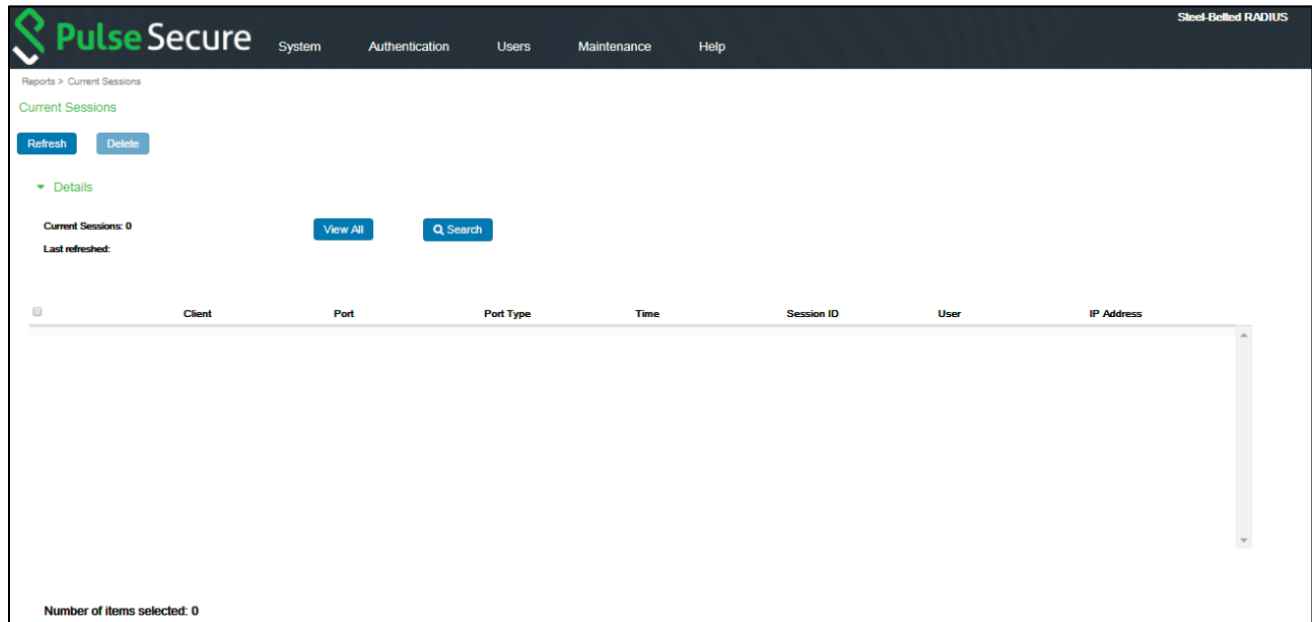 Steel-Belted RADIUS
Pulse Secure System Authentication Users Maintenance Help
Reports > Current Sessions
Current Sessions
Refresh Delete
Details
Current Sessions: 0 View All Search
Last refreshed:
Client Port Port Type Time Session ID User IP Address
Number of items selected: 0